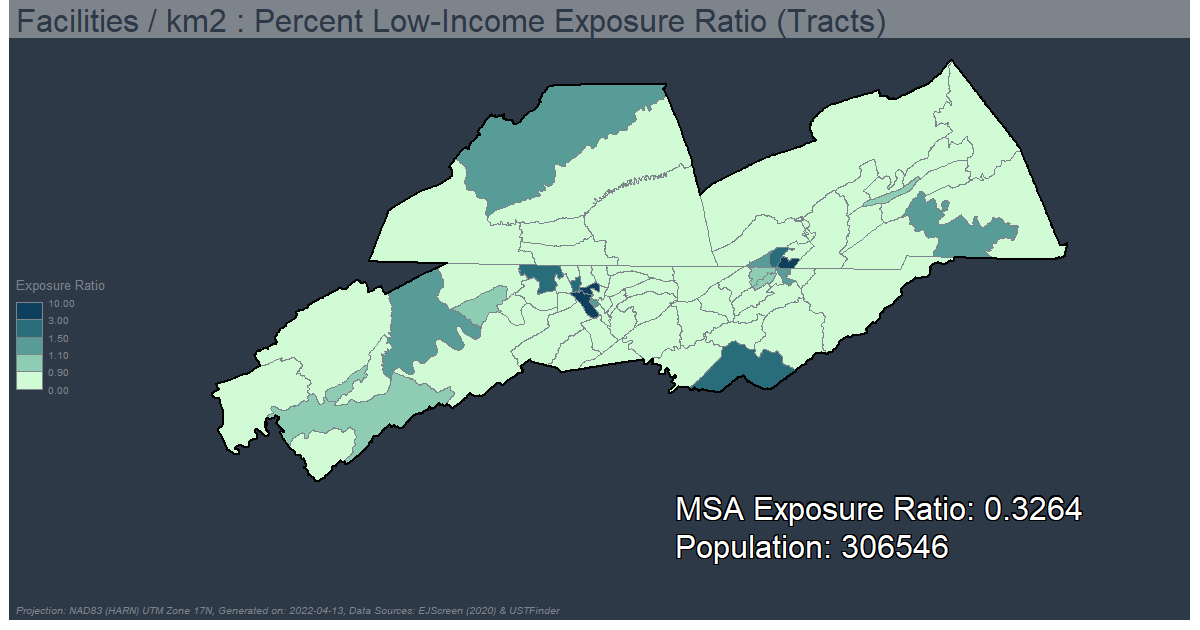 Facilities / km2 : Percent Low-Income Exposure Ratio (Tracts)
Exposure Ratio
10.00
3.00
1.50
1.10
0.90
0.00
MSA Exposure Ratio: 0.3264
Population: 306546
Projection: NAD83 (HARN) UTM Zone 17N, Generated on: 2022-04-13, Data Sources: EJScreen (2020) & USTFinder